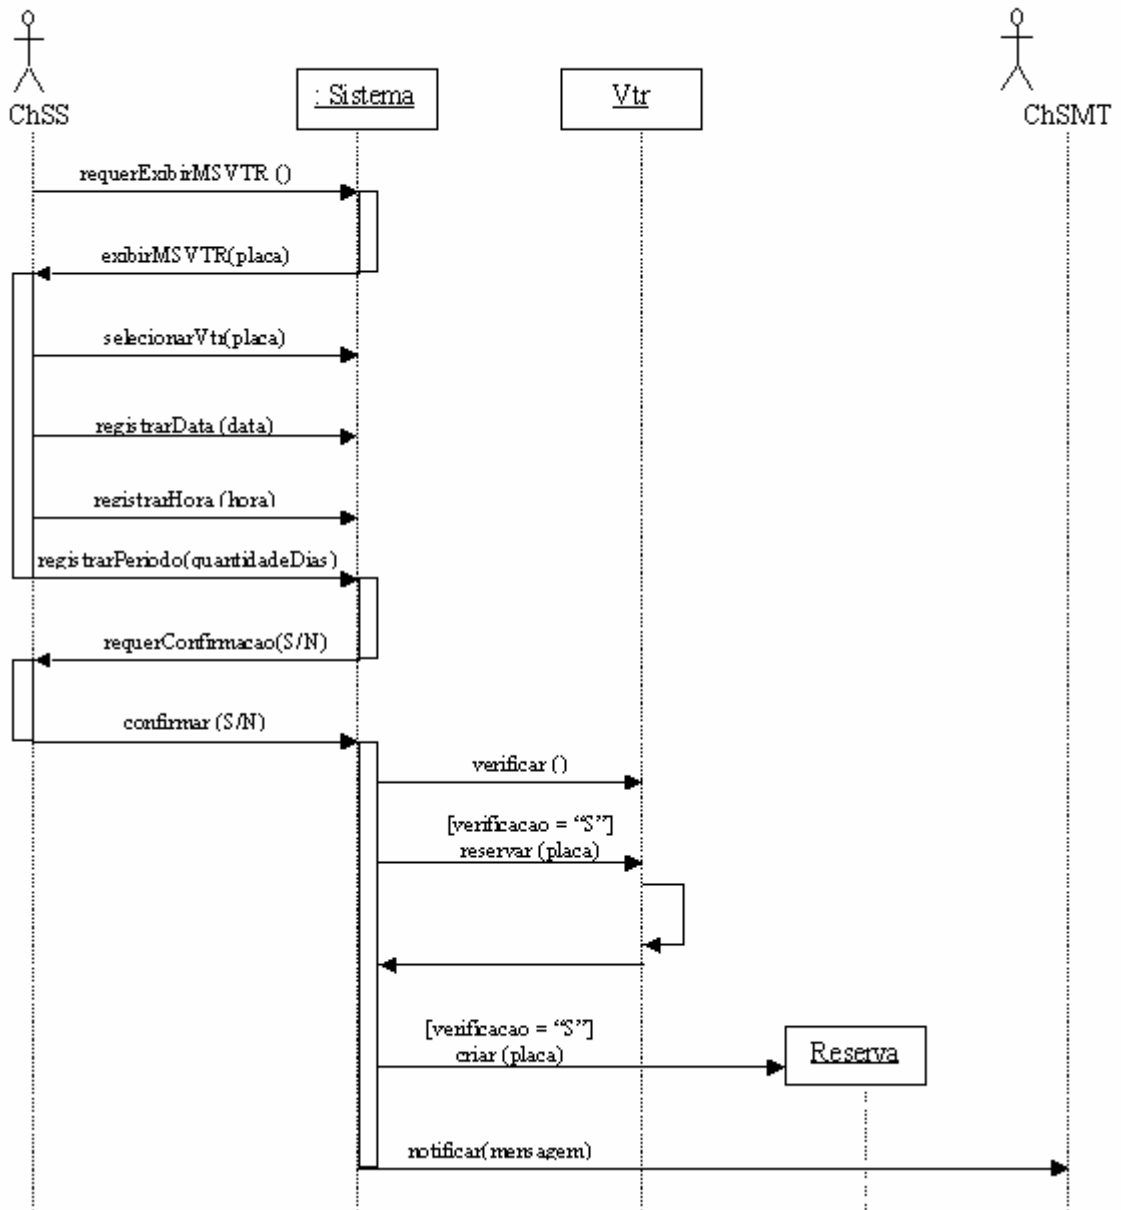 ChSS
: Sistema
Vtr
ChSMT
requerExibirMSVTR ()
exibirMSVTR(placa)
selecionarVtr(placa)
registrarData (data)
registrarHora (hora)
registrarPeriodo(quantidadeDias)
requerConfirmacao(S/N)
confirmar (S/N)
verificar ()
[verificacao = “S”]
reservar (placa)
[verificacao = “S”]
criar (placa)
Reserva
notificar(mensagem)